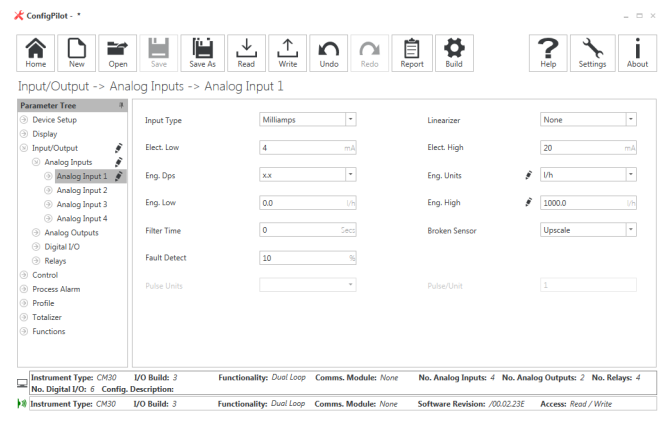 ConfigPilot - *
Home New Open Save Save As Read Write Undo Redo Report Build Help Settings About
Input/Output -> Analog Inputs -> Analog Input 1
Parameter Tree
Device Setup
Display
Input/Output
Analog Inputs
Analog Input 1
Analog Input 2
Analog Input 3
Analog Input 4
Analog Outputs
Digital I/O
Relays
Control
Process Alarm
Profile
Totalizer
Functions
Input Type Milliamps Linearizer None
Elect. Low 4 mA Elect. High 20 mA
Eng. Dps x.x Eng. Units l/h
Eng. Low 0.0 l/h Eng. High 1000.0 l/h
Filter Time 0 Secs Broken Sensor Upscale
Fault Detect 10 %
Pulse Units Pulse/Unit 1
Instrument Type: CM30 I/O Build: 3 Functionality: Dual Loop Comms. Module: None No. Analog Inputs: 4 No. Analog Outputs: 2 No. Relays: 4
No. Digital I/O: 6 Config. Description:
Instrument Type: CM30 I/O Build: 3 Functionality: Dual Loop Comms. Module: None Software Revision: /00.02.23E Access: Read / Write